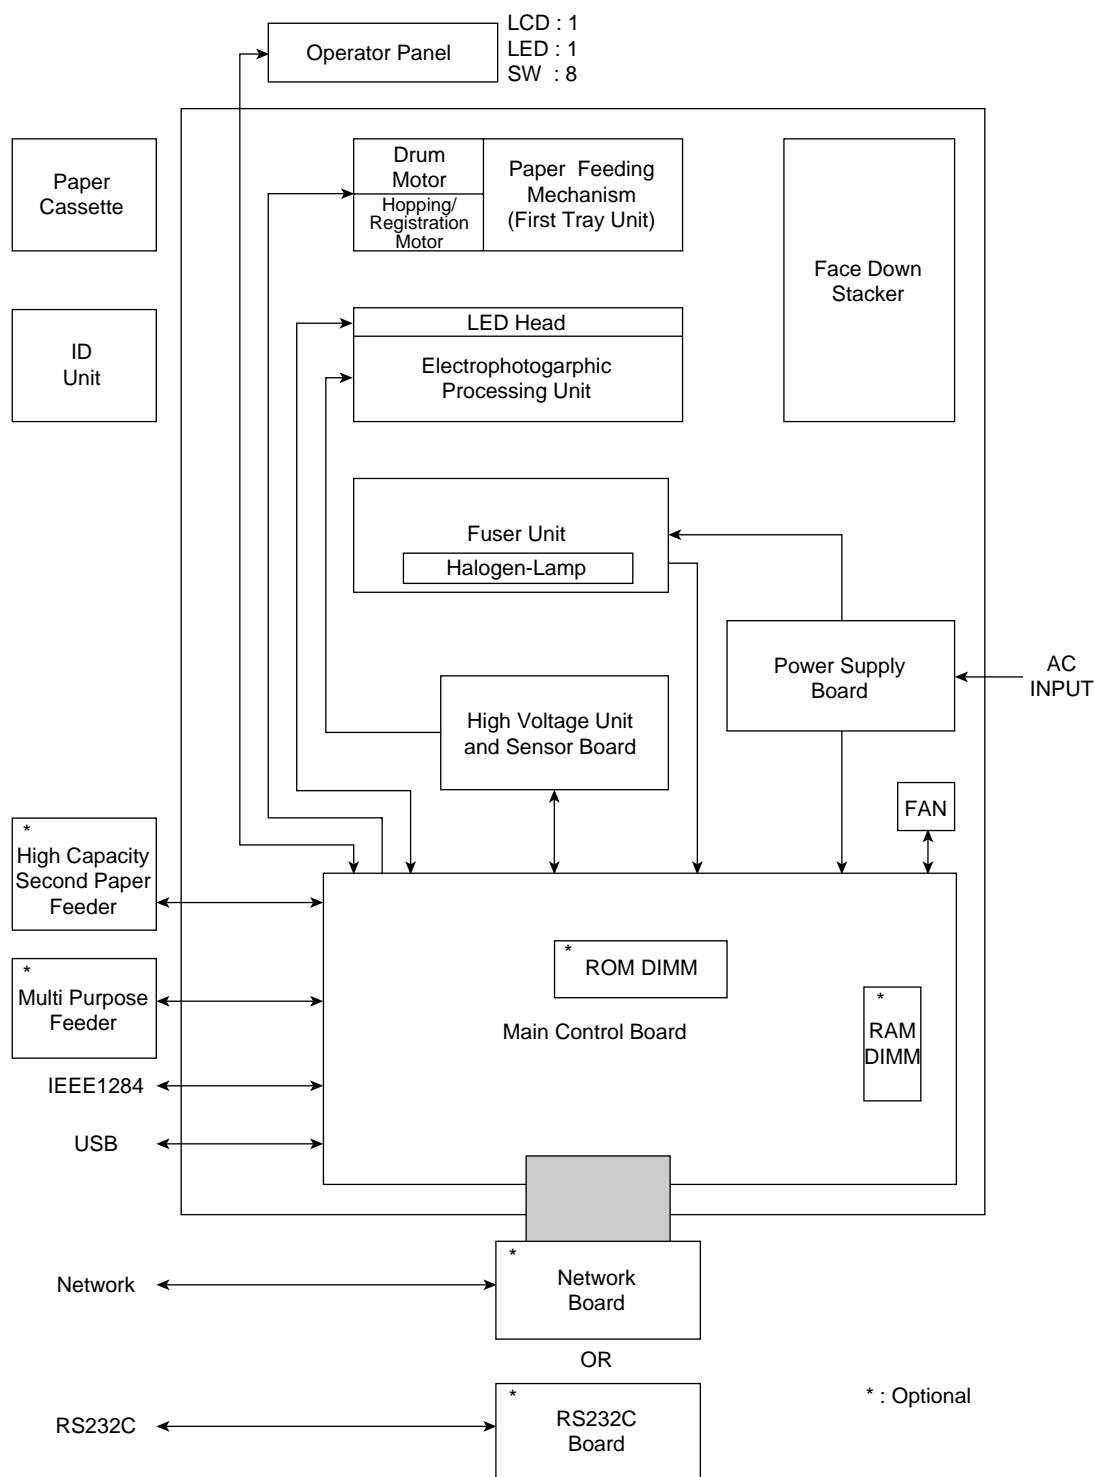 LCD : 1
Operator Panel
LED : 1
SW : 8
Paper
Cassette
Drum
Motor
Hopping/
Registration
Motor
Paper Feeding
Mechanism
(First Tray Unit)
Face Down
Stacker
ID
Unit
LED Head
Electrophotogarphic
Processing Unit
Fuser Unit
Halogen-Lamp
Power Supply
Board
AC
INPUT
High Voltage Unit
and Sensor Board
FAN
*
High Capacity
Second Paper
Feeder
*
ROM DIMM
*
Multi Purpose
Feeder
Main Control Board
*
RAM
DIMM
IEEE1284
USB
Network
*
Network
Board
OR
RS232C
*
RS232C
Board
* : Optional